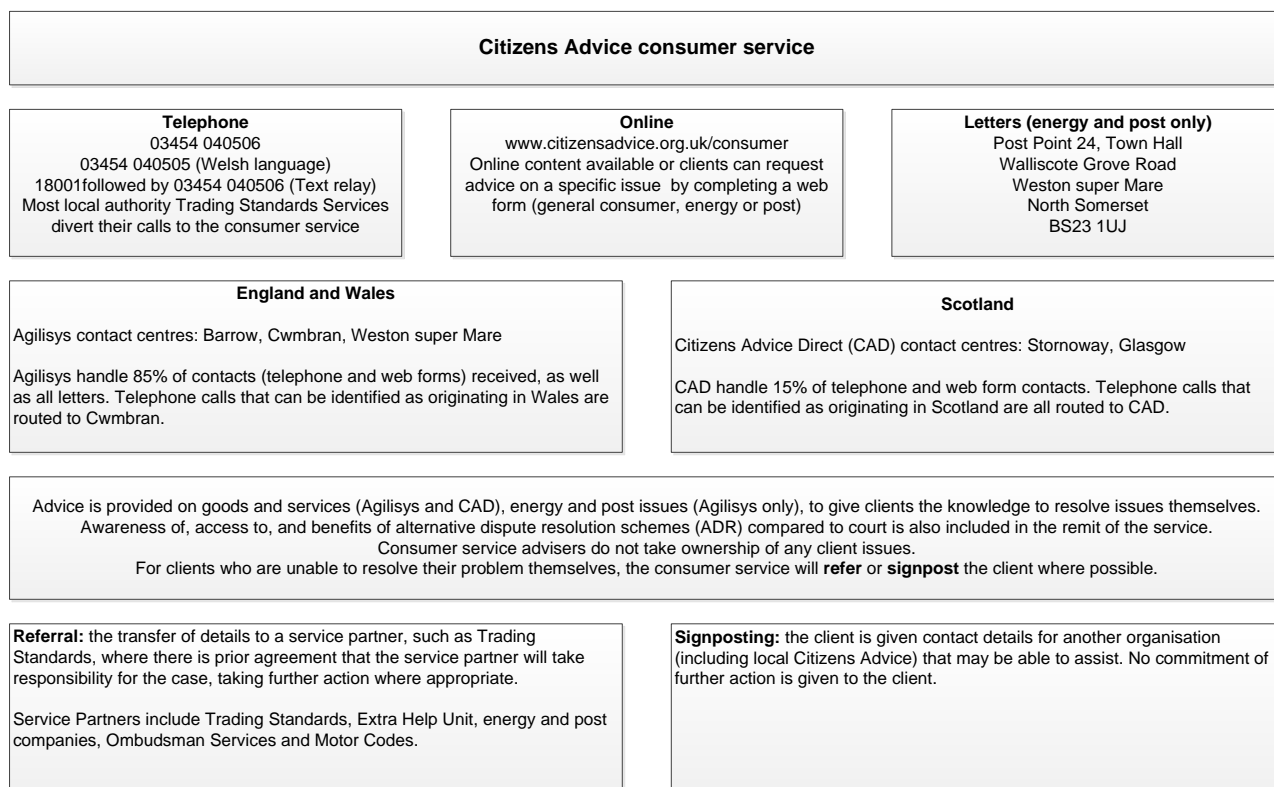 Citizens Advice consumer service
Telephone
03454 040506
03454 040505 (Welsh language)
18001followed by 03454 040506 (Text relay)
Most local authority Trading Standards Services
divert their calls to the consumer service
Online
www.citizensadvice.org.uk/consumer
Online content available or clients can request
advice on a specific issue by completing a web
form (general consumer, energy or post)
Letters (energy and post only)
Post Point 24, Town Hall
Walliscote Grove Road
Weston super Mare
North Somerset
BS23 1UJ
England and Wales
Agilisys contact centres: Barrow, Cwmbran, Weston super Mare
Agilisys handle 85% of contacts (telephone and web forms) received, as well
as all letters. Telephone calls that can be identified as originating in Wales are
routed to Cwmbran.
Scotland
Citizens Advice Direct (CAD) contact centres: Stornoway, Glasgow
CAD handle 15% of telephone and web form contacts. Telephone calls that
can be identified as originating in Scotland are all routed to CAD.
Advice is provided on goods and services (Agilisys and CAD), energy and post issues (Agilisys only), to give clients the knowledge to resolve issues themselves.
Awareness of, access to, and benefits of alternative dispute resolution schemes (ADR) compared to court is also included in the remit of the service.
Consumer service advisers do not take ownership of any client issues.
For clients who are unable to resolve their problem themselves, the consumer service will refer or signpost the client where possible.
Referral: the transfer of details to a service partner, such as Trading
Standards, where there is prior agreement that the service partner will take
responsibility for the case, taking further action where appropriate.
Service Partners include Trading Standards, Extra Help Unit, energy and post
companies, Ombudsman Services and Motor Codes.
Signposting: the client is given contact details for another organisation
(including local Citizens Advice) that may be able to assist. No commitment of
further action is given to the client.